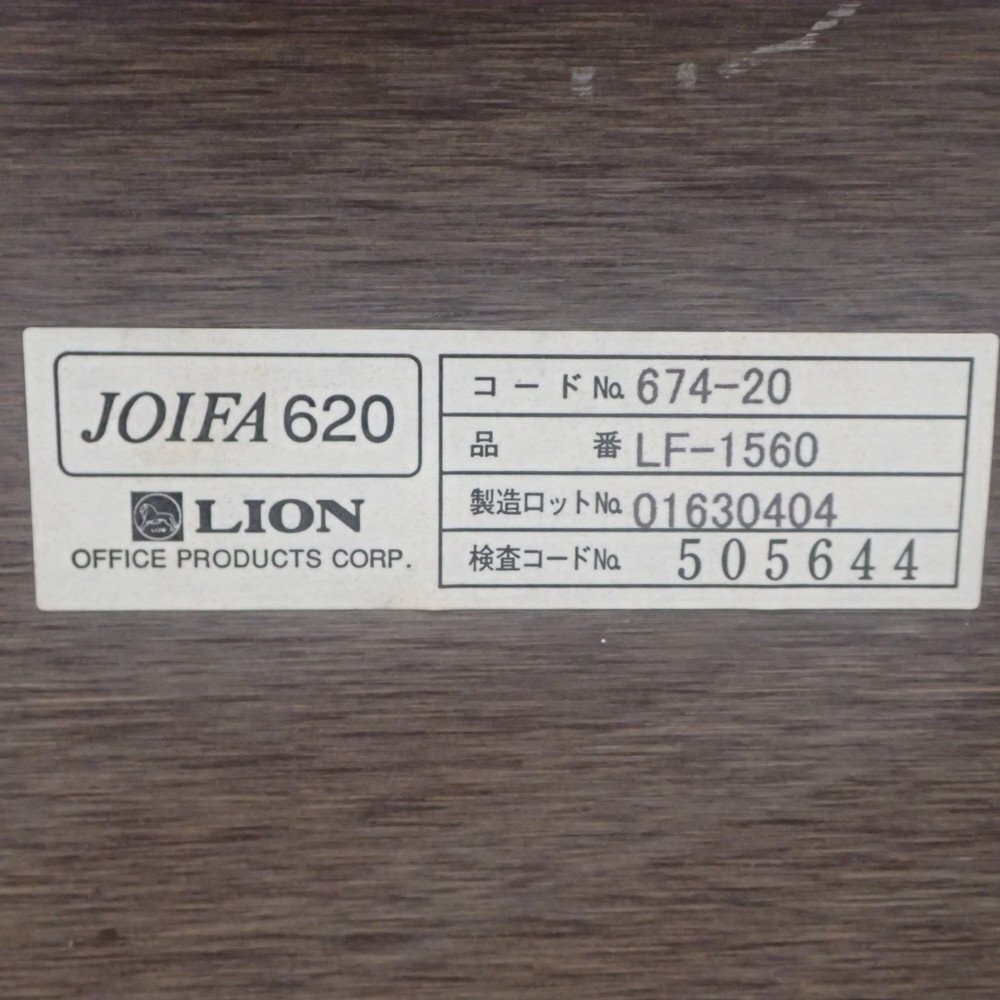 JOIFA 620
LION
OFFICE PRODUCTS CORP.
コードNo. 674-20
品番 LF-1560
製造ロットNo. 01630404
検査コードNo. 505644